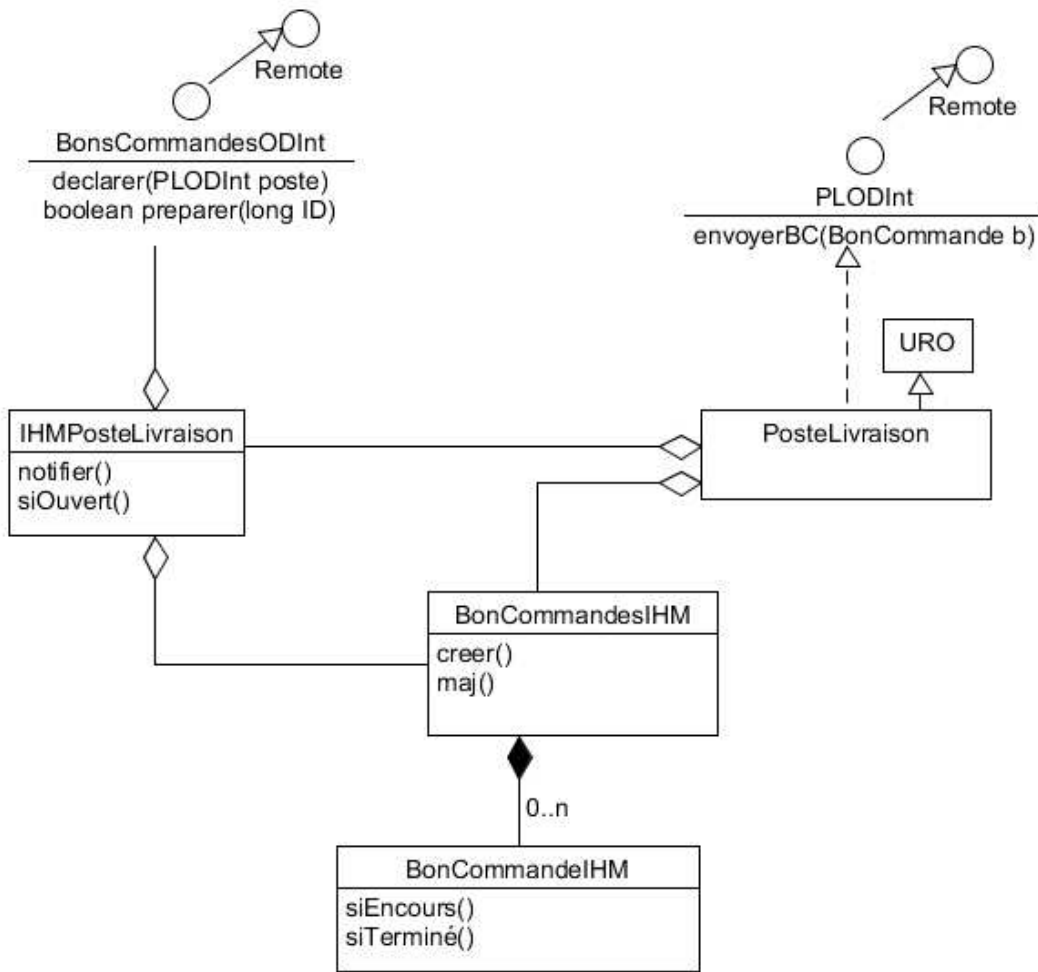 Remote
BonsCommandesODInt
declarer(PLODInt poste)
boolean preparer(long ID)
Remote
PLODInt
envoyerBC(BonCommande b)
URO
IHMPosteLivraison
notifier()
siOuvert()
PosteLivraison
BonCommandesIHM
creer()
maj()
0..n
BonCommandeIHM
siEncours()
siTerminé()